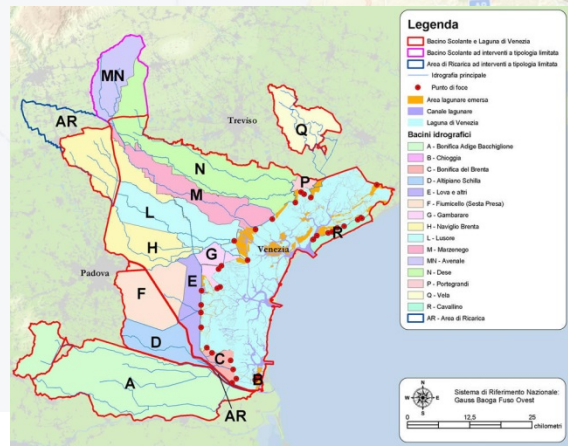 MN
AR
Treviso
Q
N
P
M
L
R
H
Venezia
G
Padova
E
F
D
C
B
A
AR
Legenda
Bacino Scolante e Laguna di Venezia
Bacino Scolante ad interventi a tipologia limitata
Area di Ricarica ad interventi a tipologia limitata
Idrografia principale
Punto di foce
Area lagunare emersa
Canale lagunare
Laguna di Venezia
Bacini idrografici
A - Bonifica Adige Bacchiglione
B - Chioggia
C - Bonifica del Brenta
D - Altipiano Schilla
E - Lova e altri
F - Fiumicello (Sesta Presa)
G - Gambarare
H - Naviglio Brenta
L - Lusore
M - Marzenego
MN - Avenale
N - Dese
P - Portegrandi
Q - Vela
R - Cavallino
AR - Area di Ricarica
N
W
E
S
Sistema di Riferimento Nazionale:
Gauss Baoga Fuso Ovest
0 12,5 25
chilometri